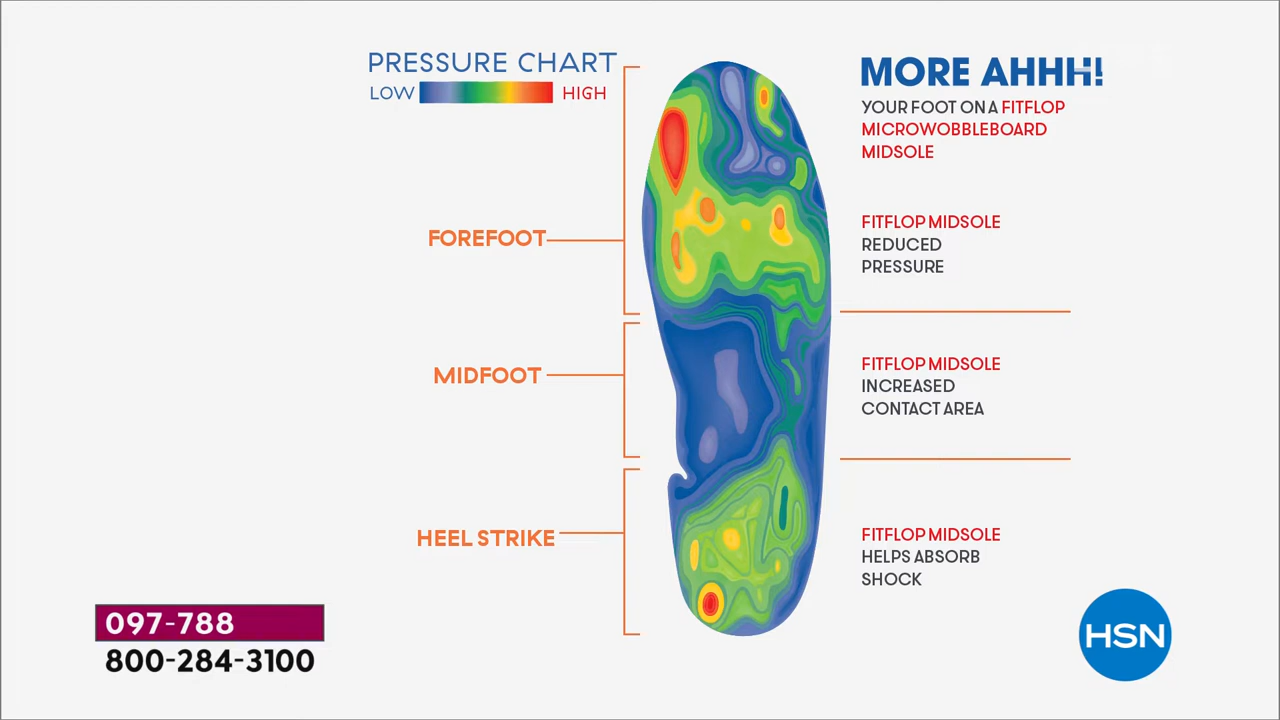 PRESSURE CHART
LOW HIGH
FOREFOOT
MIDFOOT
HEEL STRIKE
MORE AHHH!
YOUR FOOT ON A FITFLOP
MICROWOBBLEBOARD
MIDSOLE
FITFLOP MIDSOLE
REDUCED
PRESSURE
FITFLOP MIDSOLE
INCREASED
CONTACT AREA
FITFLOP MIDSOLE
HELPS ABSORB
SHOCK
097-788
800-284-3100
HSN